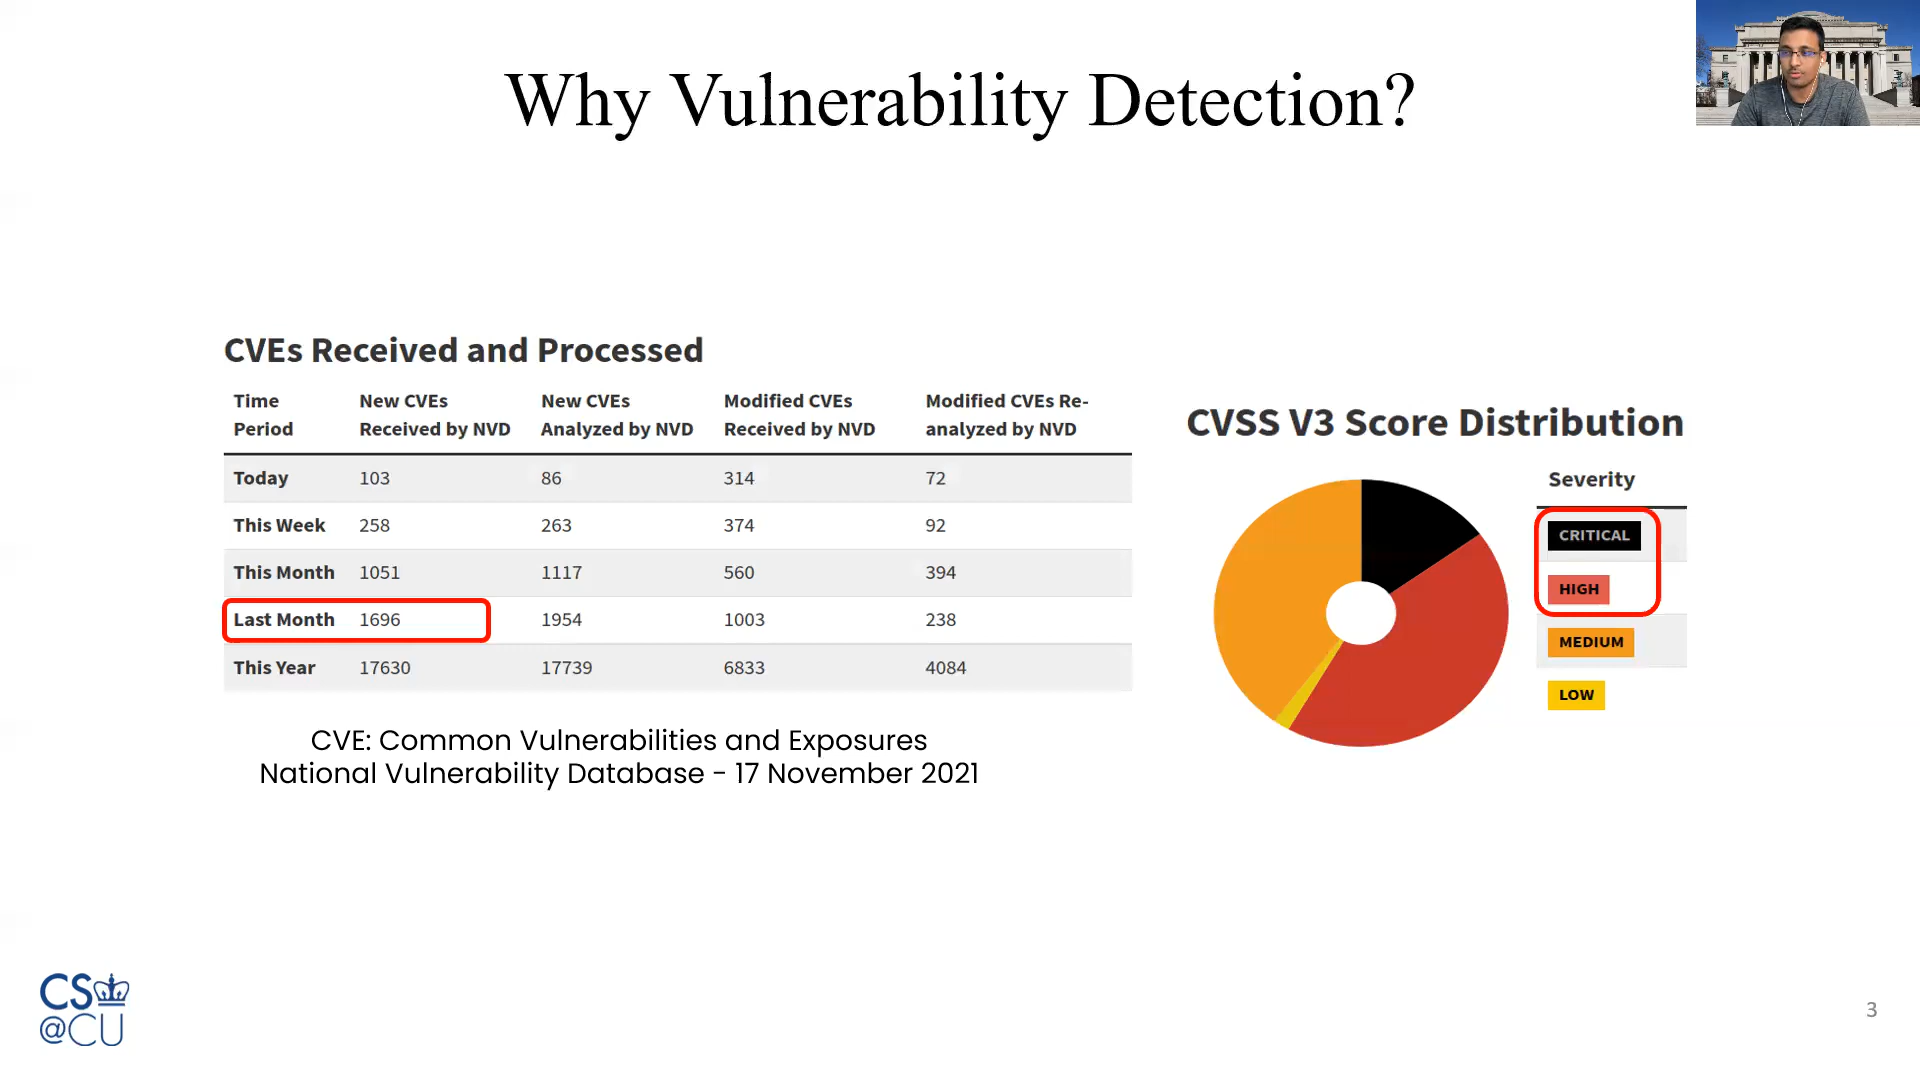 Why Vulnerability Detection?
CVEs Received and Processed
Time Period New CVEs Received by NVD New CVEs Analyzed by NVD Modified CVEs Received by NVD Modified CVEs Re-analyzed by NVD
Today 103 86 314 72
This Week 258 263 374 92
This Month 1051 1117 560 394
Last Month 1696 1954 1003 238
This Year 17630 17739 6833 4084
CVE: Common Vulnerabilities and Exposures
National Vulnerability Database - 17 November 2021
CVSS V3 Score Distribution
Severity
CRITICAL
HIGH
MEDIUM
LOW
CS
@CU
3